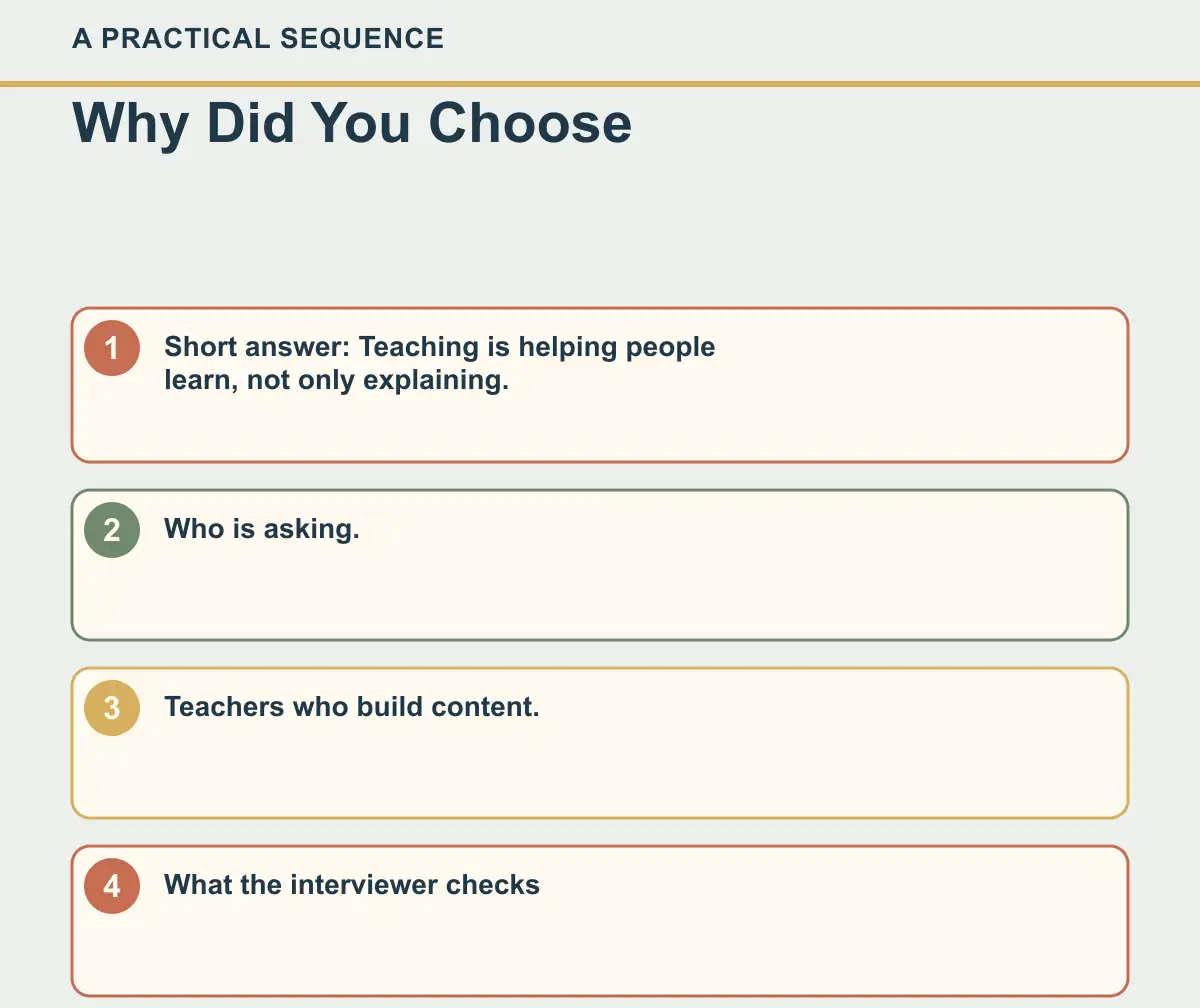 A PRACTICAL SEQUENCE
Why Did You Choose
1
Short answer: Teaching is helping people
learn, not only explaining.
2
Who is asking.
3
Teachers who build content.
4
What the interviewer checks